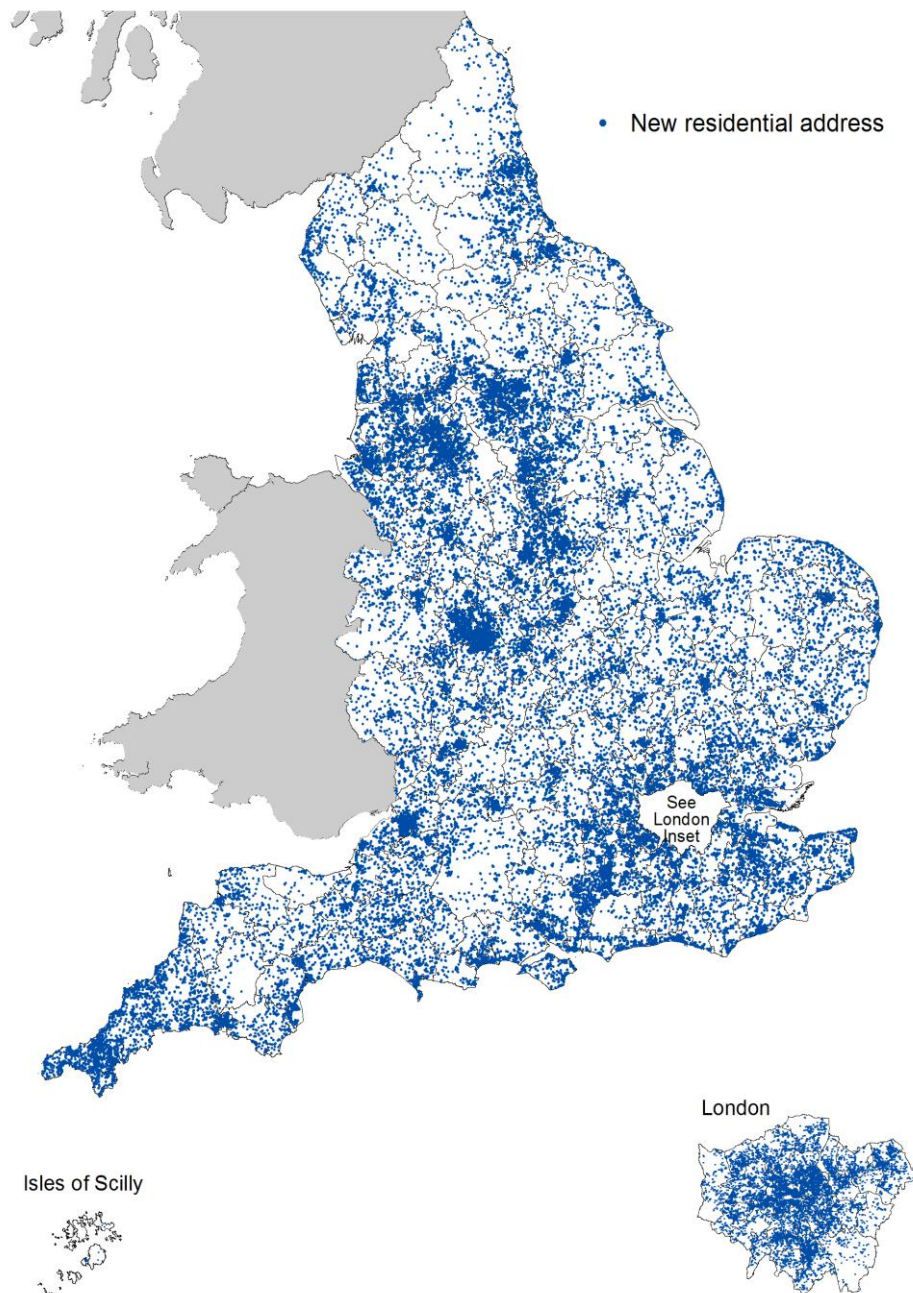 New residential address
See
London
Inset
London
Isles of Scilly